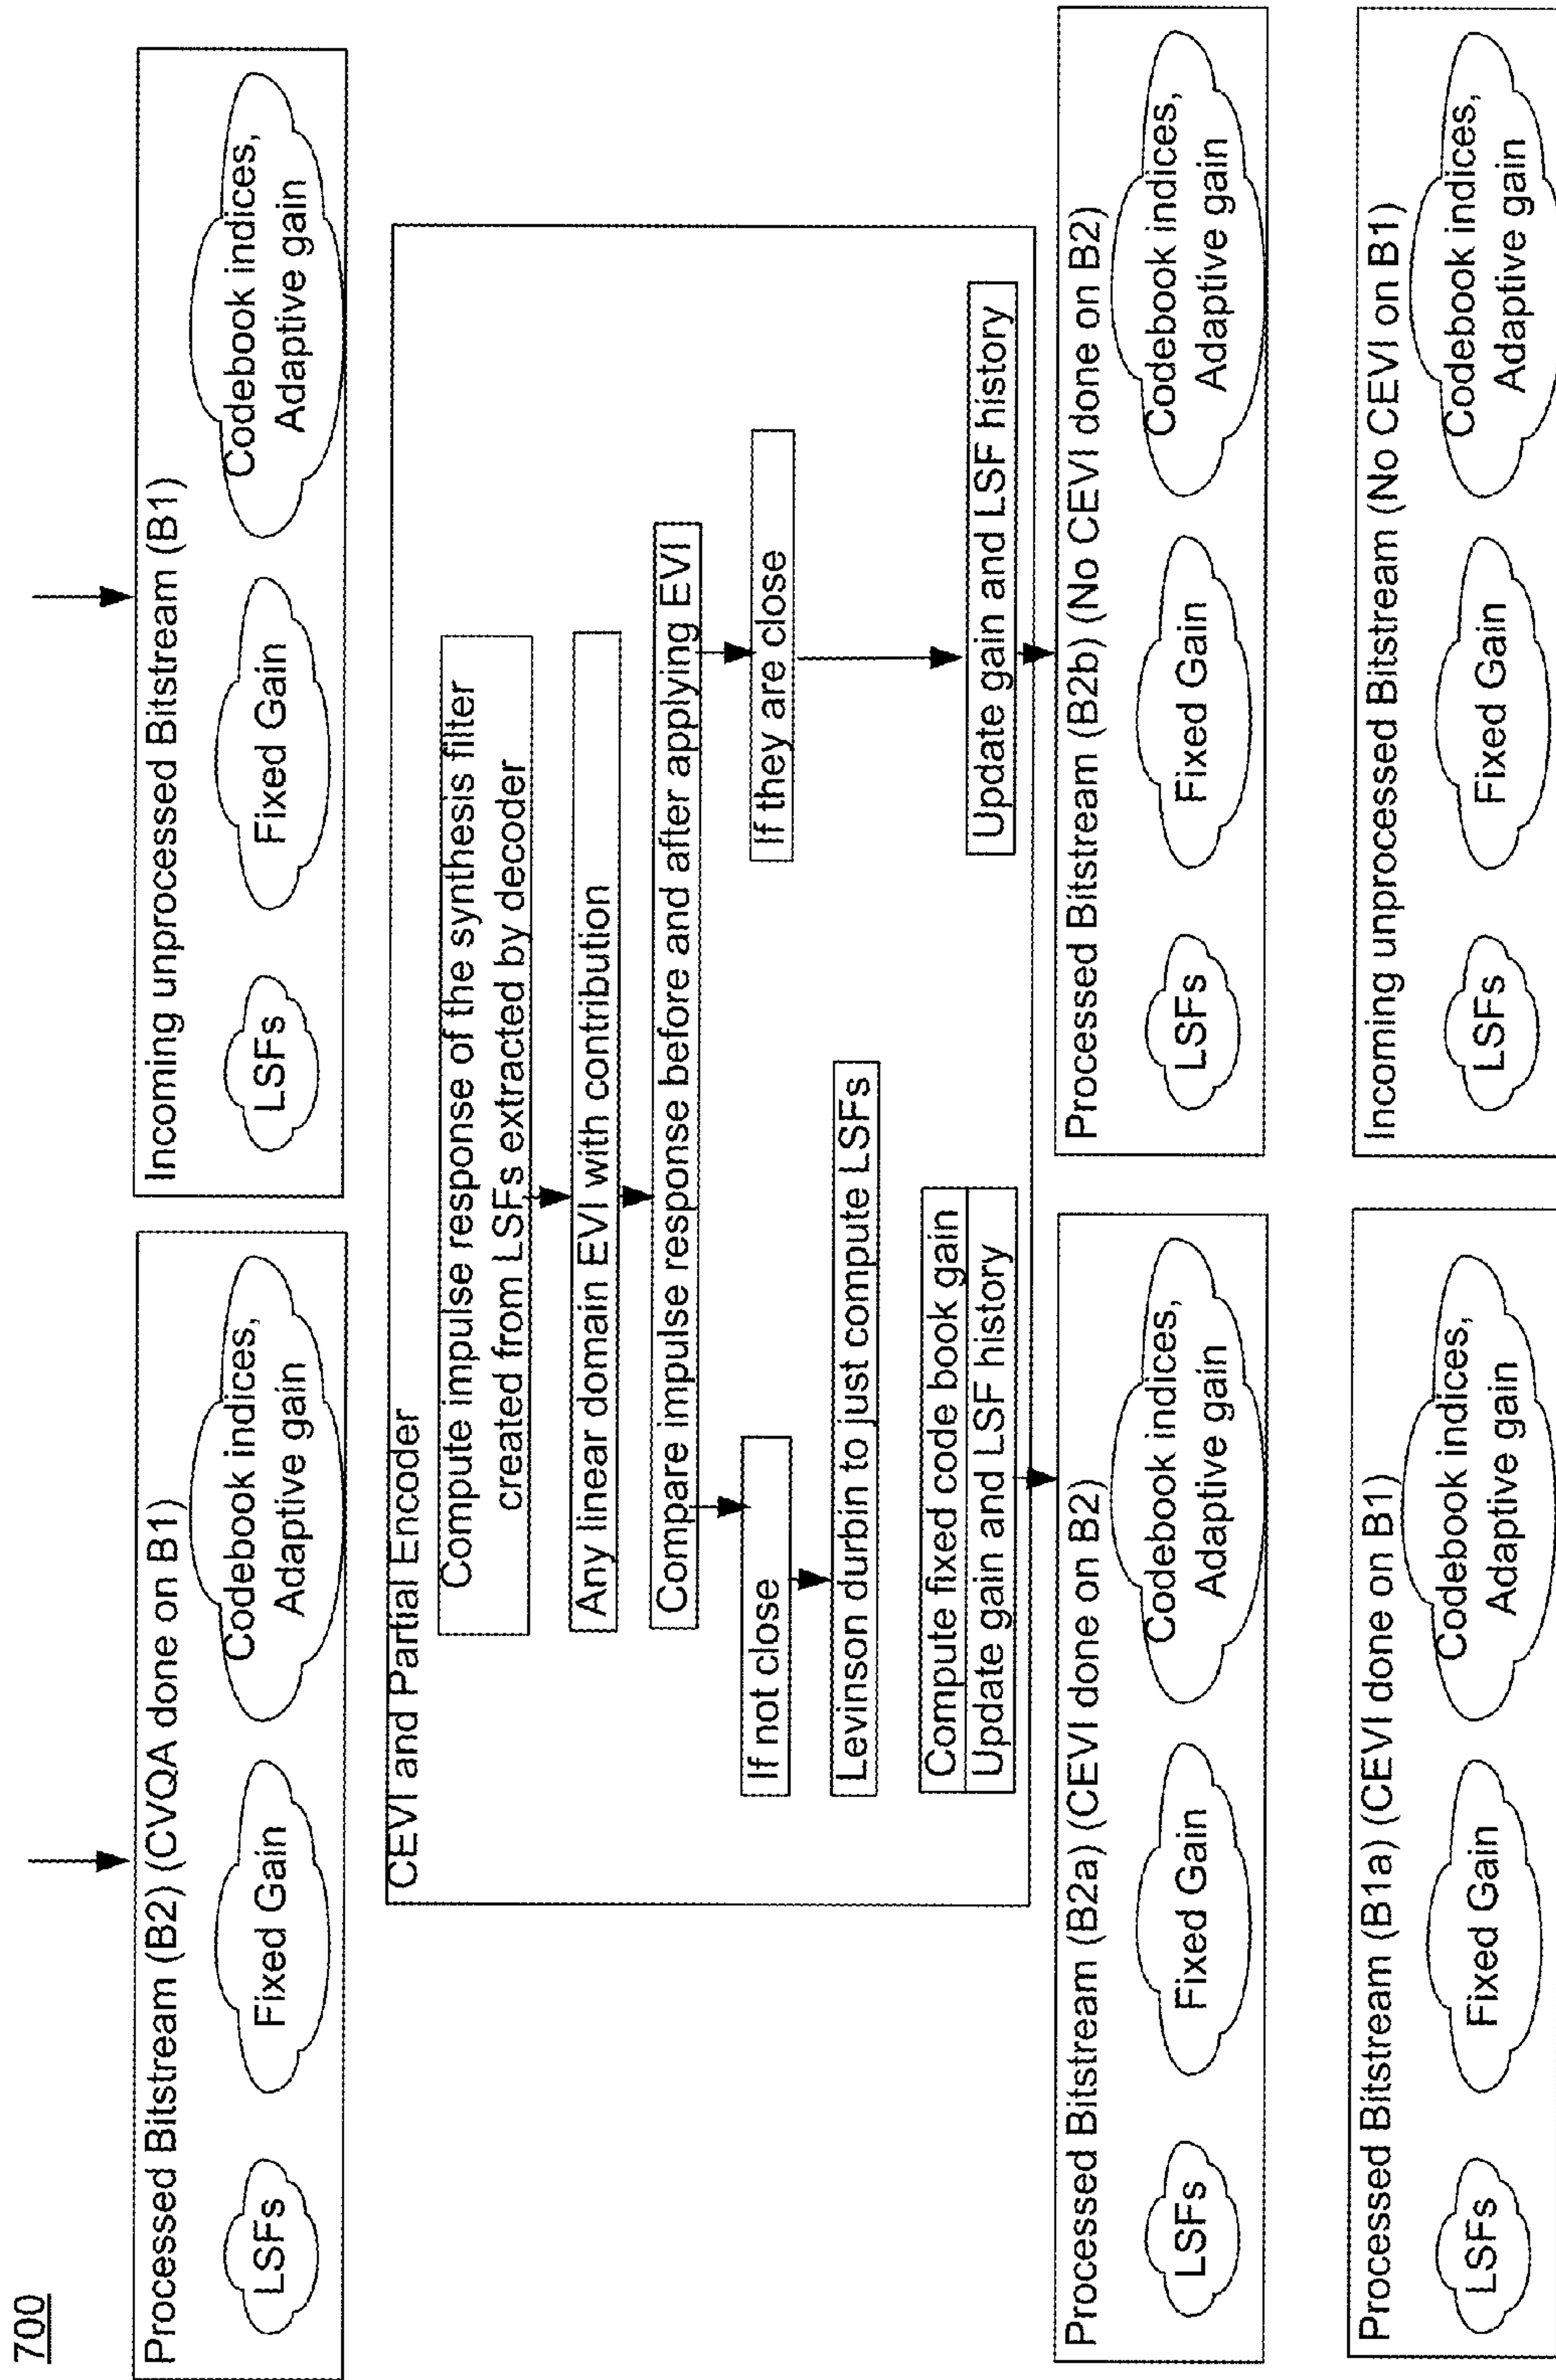 700
Processed Bitstream (B2) (CVQA done on B1)
LSFs
Fixed Gain
Codebook indices,
Adaptive gain
Incoming unprocessed Bitstream (B1)
LSFs
Fixed Gain
Codebook indices,
Adaptive gain
CEVI and Partial Encoder
Compute impulse response of the synthesis filter
created from LSFs extracted by decoder
Any linear domain EVI with contribution
Compare impulse response before and after applying EVI
If not close
If they are close
Levinson durbin to just compute LSFs
Compute fixed code book gain
Update gain and LSF history
Update gain and LSF history
Processed Bitstream (B2a) (CEVI done on B2)
LSFs
Fixed Gain
Codebook indices,
Adaptive gain
Processed Bitstream (B2b) (No CEVI done on B2)
LSFs
Fixed Gain
Codebook indices,
Adaptive gain
Processed Bitstream (B1a) (CEVI done on B1)
LSFs
Fixed Gain
Codebook indices,
Adaptive gain
Incoming unprocessed Bitstream (No CEVI on B1)
LSFs
Fixed Gain
Codebook indices,
Adaptive gain